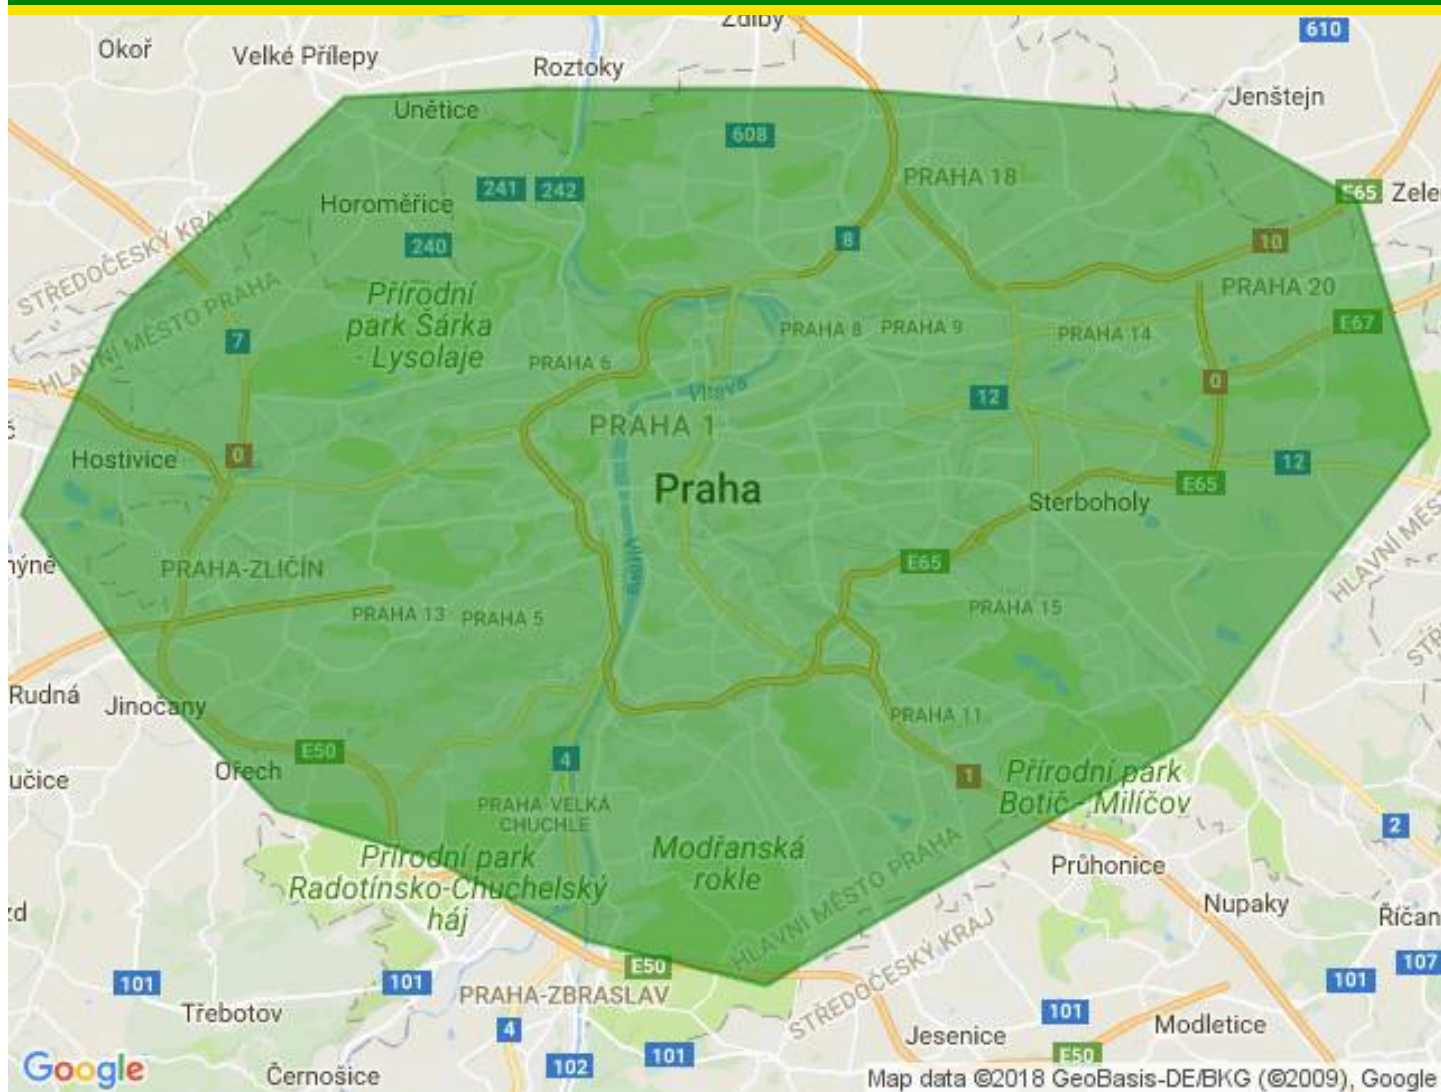 Zdiby
610
Okoř
Velké Přílepy
Roztoky
Jenštejn
Únětice
608
PRAHA 18
241
242
E65
Zele
Horoměřice
240
8
10
STŘEDOČESKÝ KRAJ
HLAVNÍ MĚSTO PRAHA
Přírodní
park Šárka
- Lysolaje
PRAHA 20
7
PRAHA 8
PRAHA 9
PRAHA 14
E67
PRAHA 6
Vltava
0
12
PRAHA 1
Hostivice
0
12
Praha
E65
Sterboholy
HLAVNÍ MĚS
ýně
PRAHA-ZLIČÍN
Vltava
E65
PRAHA 13
PRAHA 5
PRAHA 15
STŘ
Rudná
Jinočany
PRAHA 11
E50
4
Ořech
učice
1
Přírodní park
Botič - Milíčov
PRAHA-VELKÁ
CHUCHLE
2
Přírodní park
Radotínsko-Chuchelský
háj
Modřanská
rokle
HLAVNÍ MĚSTO PRAHA
Průhonice
Nupaky
zd
Říčan
STŘEDOČESKÝ KRAJ
E50
107
101
101
101
PRAHA-ZBRASLAV
Třebotov
101
4
Jesenice
Modletice
101
E50
102
Google
Černošice
Map data ©2018 GeoBasis-DE/BKG (©2009), Google